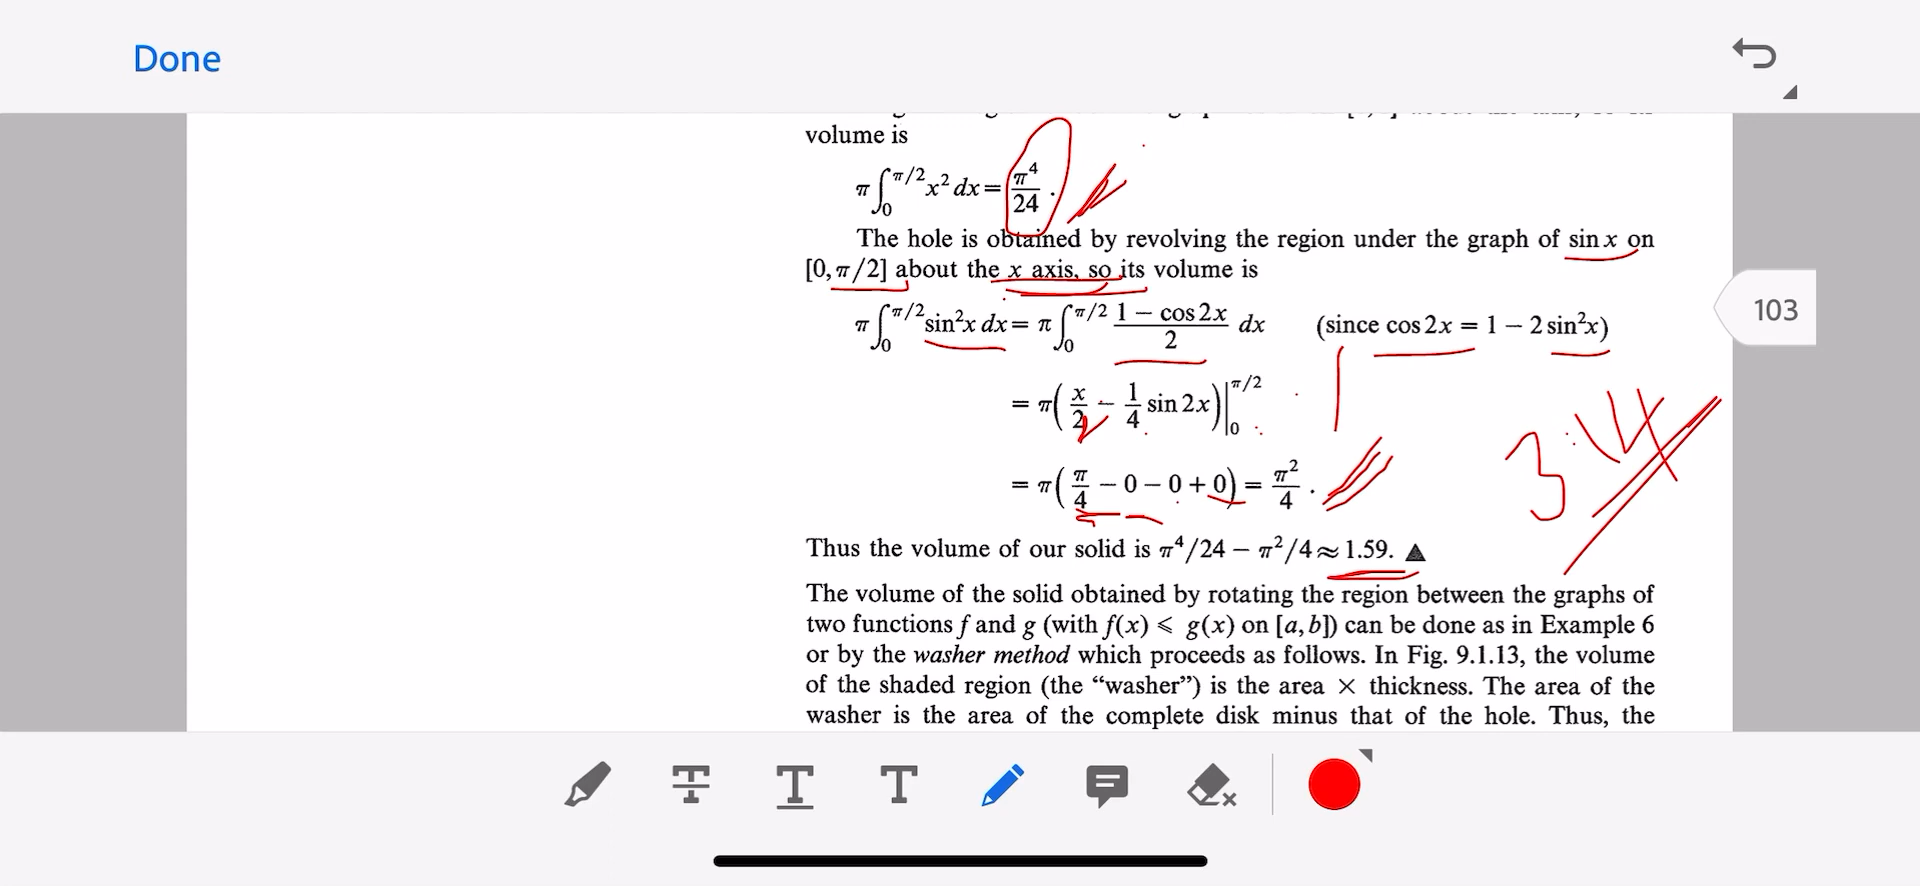 Done
volume is
π∫₀^{π/2} x² dx = π⁴/24 .
The hole is obtained by revolving the region under the graph of sin x on
[0, π/2] about the x axis, so its volume is
π∫₀^{π/2} sin²x dx = π∫₀^{π/2} (1 − cos 2x)/2 dx (since cos 2x = 1 − 2 sin²x)
103
= π(x/2 − 1/4 sin 2x)|₀^{π/2}
3.14
= π(π/4 − 0 − 0 + 0) = π²/4 .
Thus the volume of our solid is π⁴/24 − π²/4 ≈ 1.59. ▲
The volume of the solid obtained by rotating the region between the graphs of
two functions f and g (with f(x) ⩽ g(x) on [a, b]) can be done as in Example 6
or by the washer method which proceeds as follows. In Fig. 9.1.13, the volume
of the shaded region (the “washer”) is the area × thickness. The area of the
washer is the area of the complete disk minus that of the hole. Thus, the